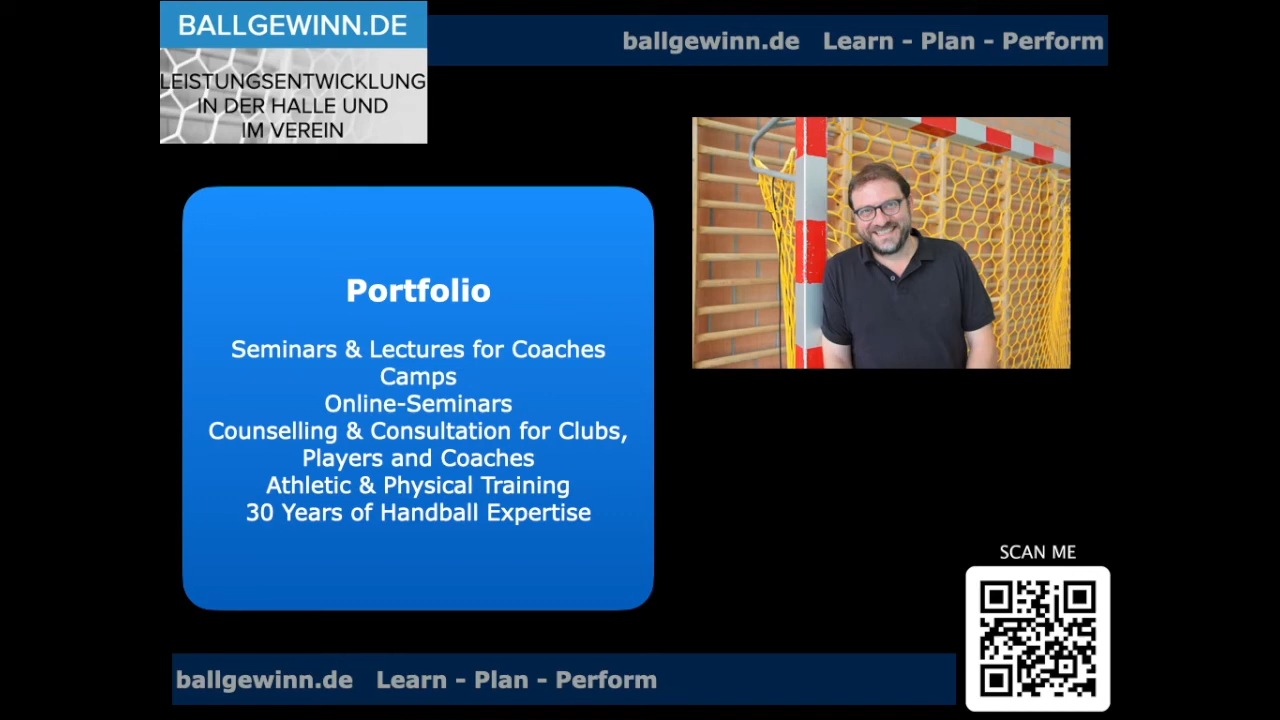 BALLGEWINN.DE
LEISTUNGSENTWICKLUNG
IN DER HALLE UND
IM VEREIN
ballgewinn.de Learn - Plan - Perform
Portfolio
Seminars & Lectures for Coaches
Camps
Online-Seminars
Counselling & Consultation for Clubs,
Players and Coaches
Athletic & Physical Training
30 Years of Handball Expertise
SCAN ME
ballgewinn.de Learn - Plan - Perform